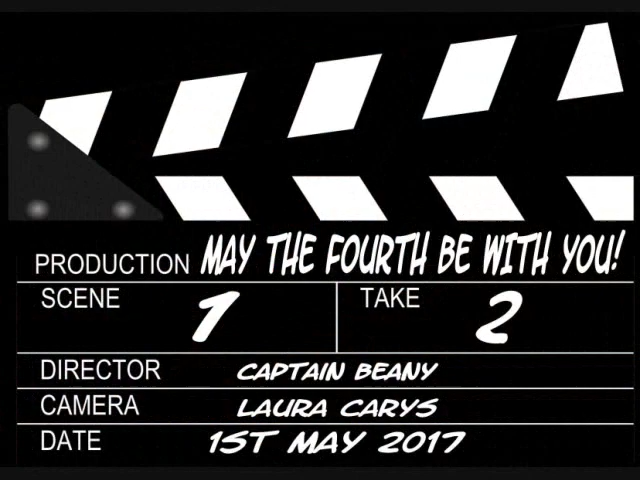 PRODUCTION MAY THE FOURTH BE WITH YOU!
SCENE 1 TAKE 2
DIRECTOR CAPTAIN BEANY
CAMERA LAURA CARYS
DATE 1ST MAY 2017